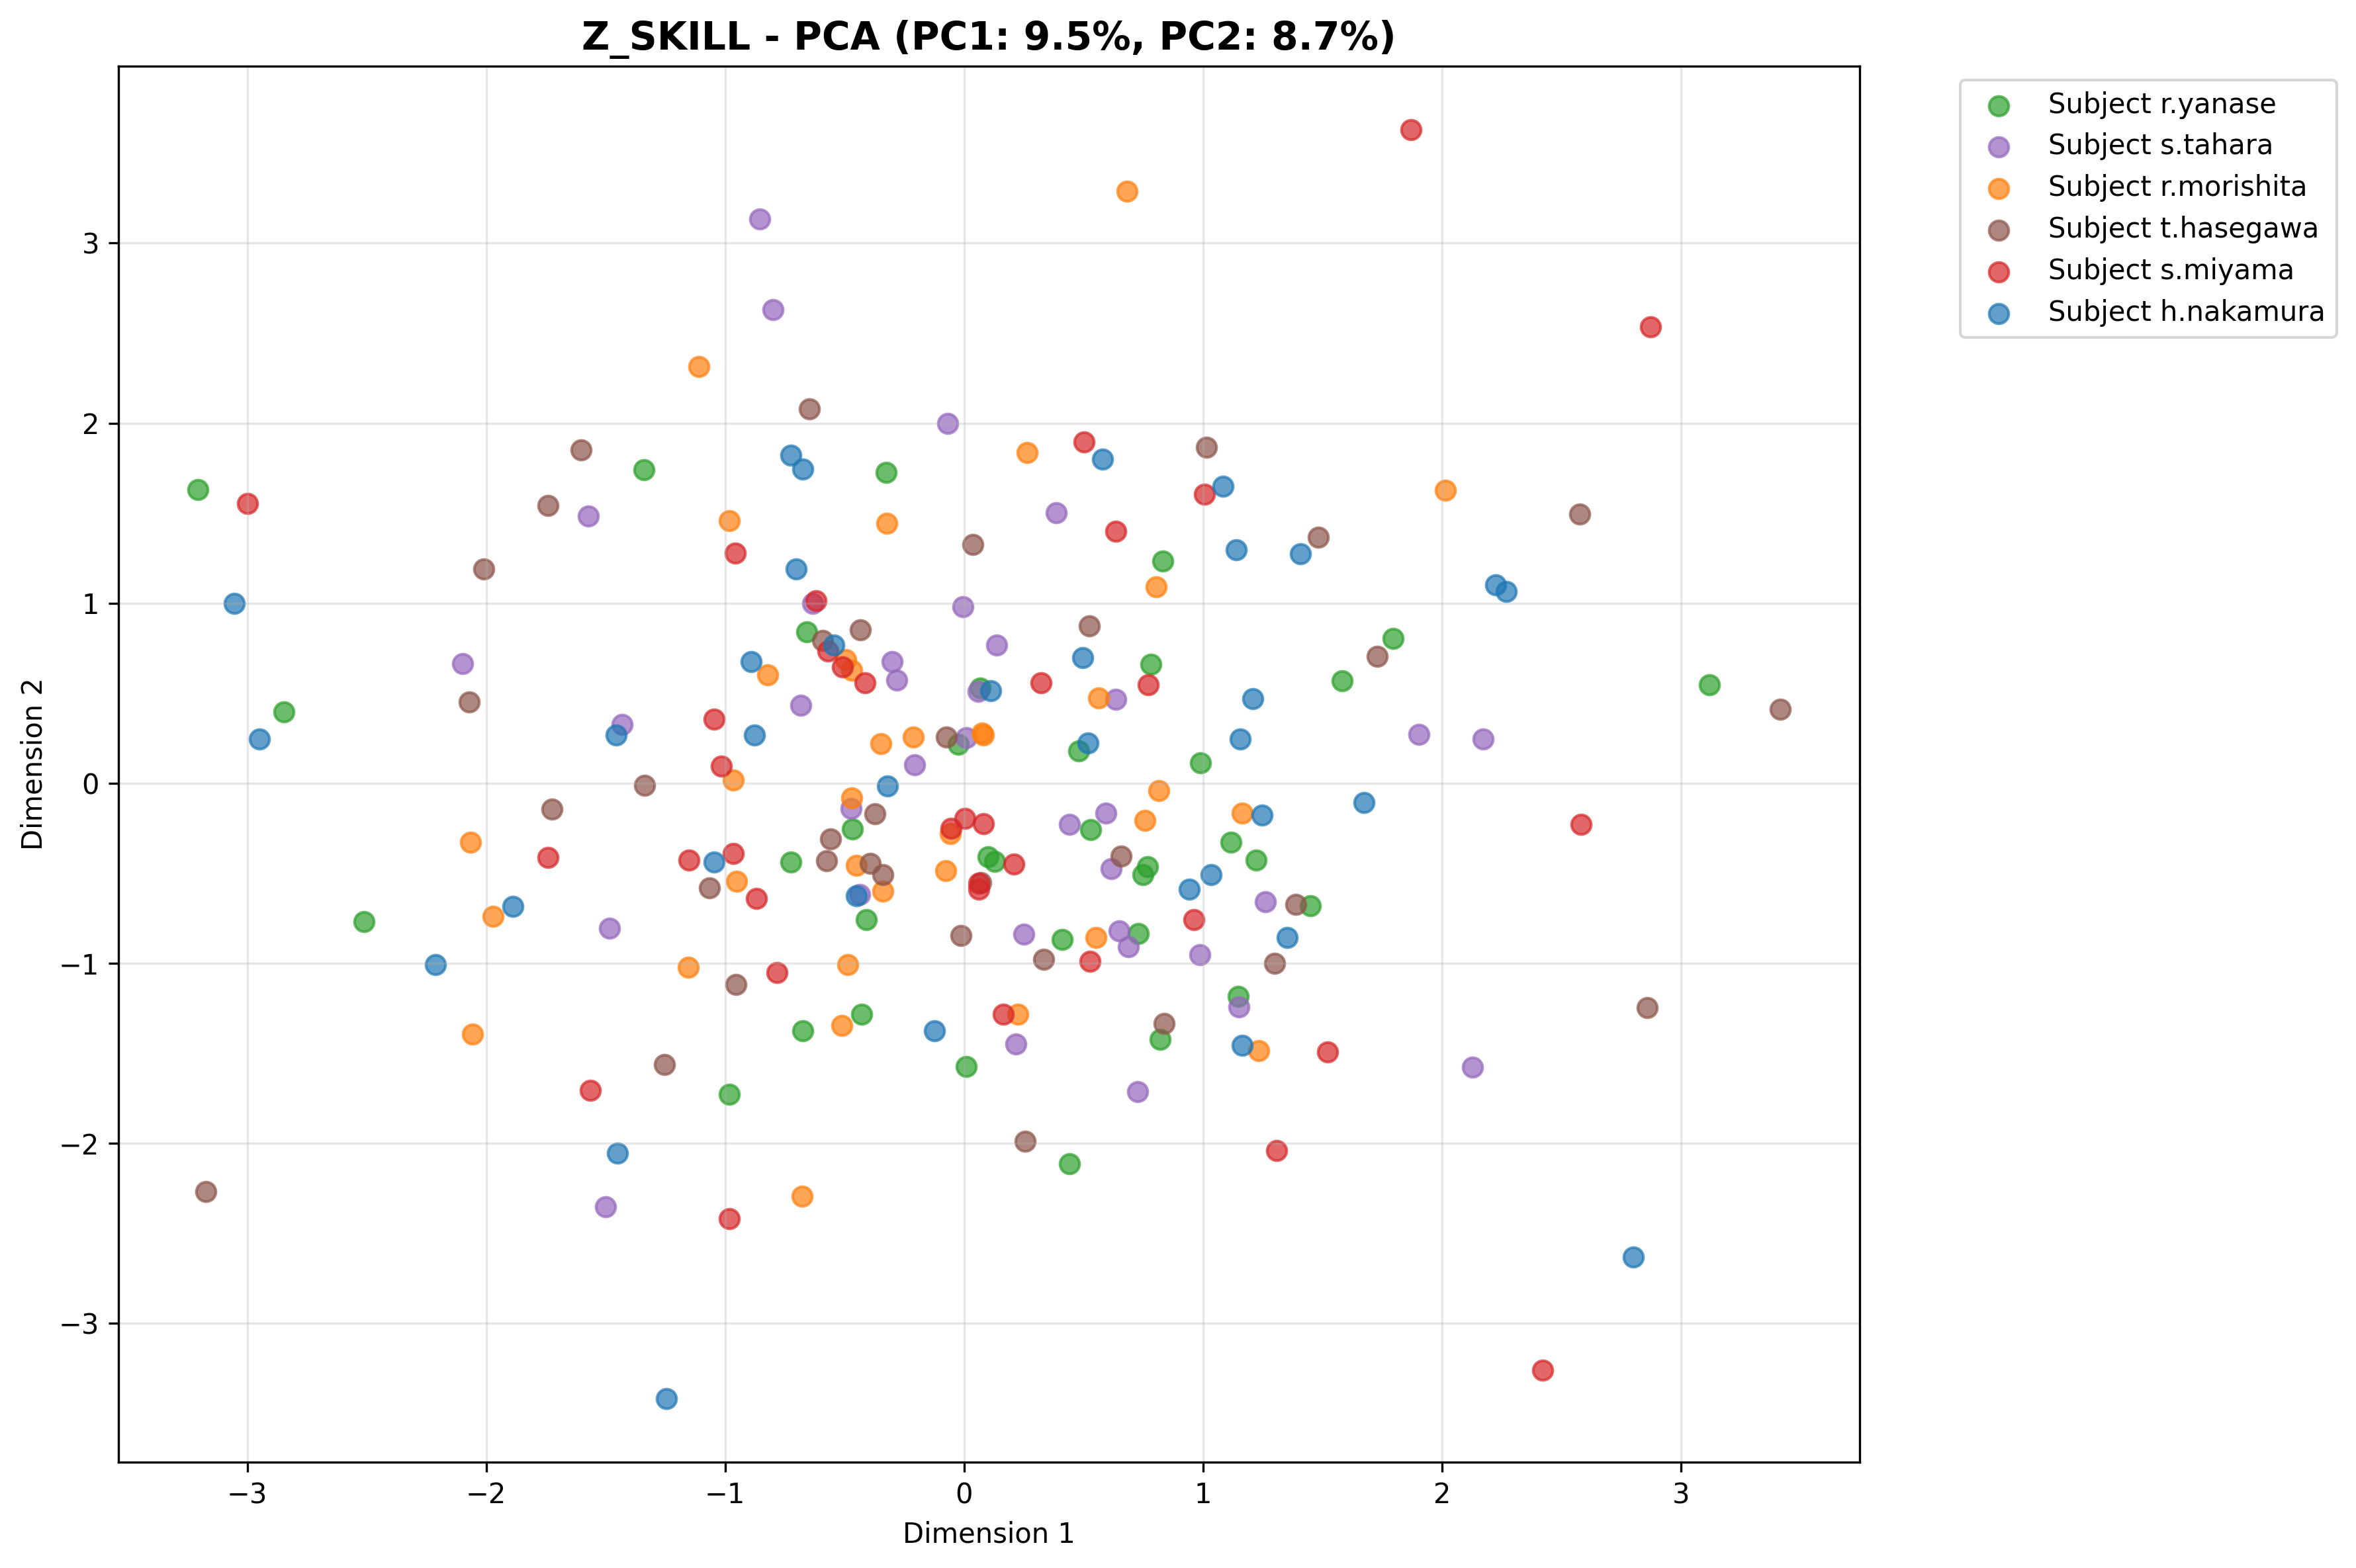 Z_SKILL - PCA (PC1: 9.5%, PC2: 8.7%)
Subject r.yanase
Subject s.tahara
Subject r.morishita
Subject t.hasegawa
Subject s.miyama
Subject h.nakamura
Dimension 2
3
2
1
0
−1
−2
−3
−3 −2 −1 0 1 2 3
Dimension 1